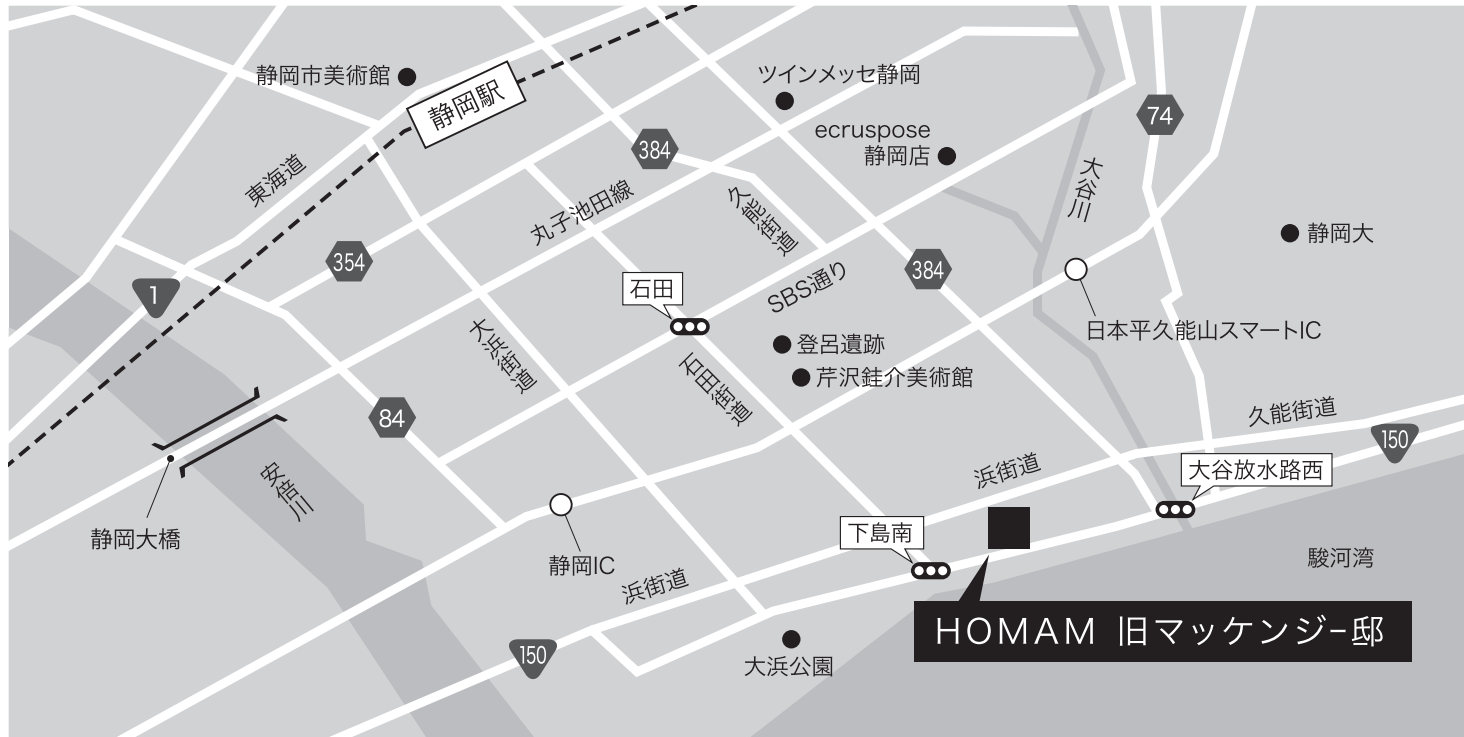 静岡市美術館
静岡駅
ツインメッセ静岡
ecruspose
静岡店
74
384
大谷川
東海道
丸子池田線
久能街道
静岡大
354
384
1
石田
SBS通り
日本平久能山スマートIC
大浜街道
登呂遺跡
石田街道
芹沢銈介美術館
84
久能街道
150
安倍川
浜街道
大谷放水路西
静岡大橋
静岡IC
下島南
駿河湾
浜街道
HOMAM 旧マッケンジー邸
150
大浜公園